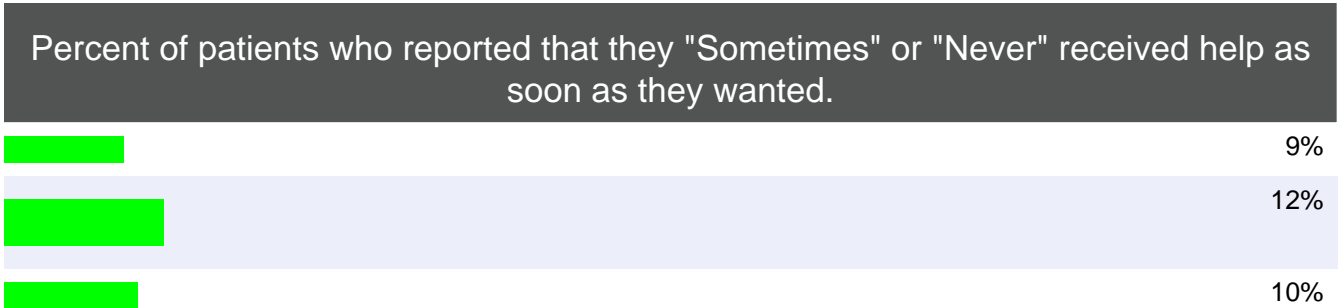 Percent of patients who reported that they "Sometimes" or "Never" received help as
soon as they wanted.
9%
12%
10%